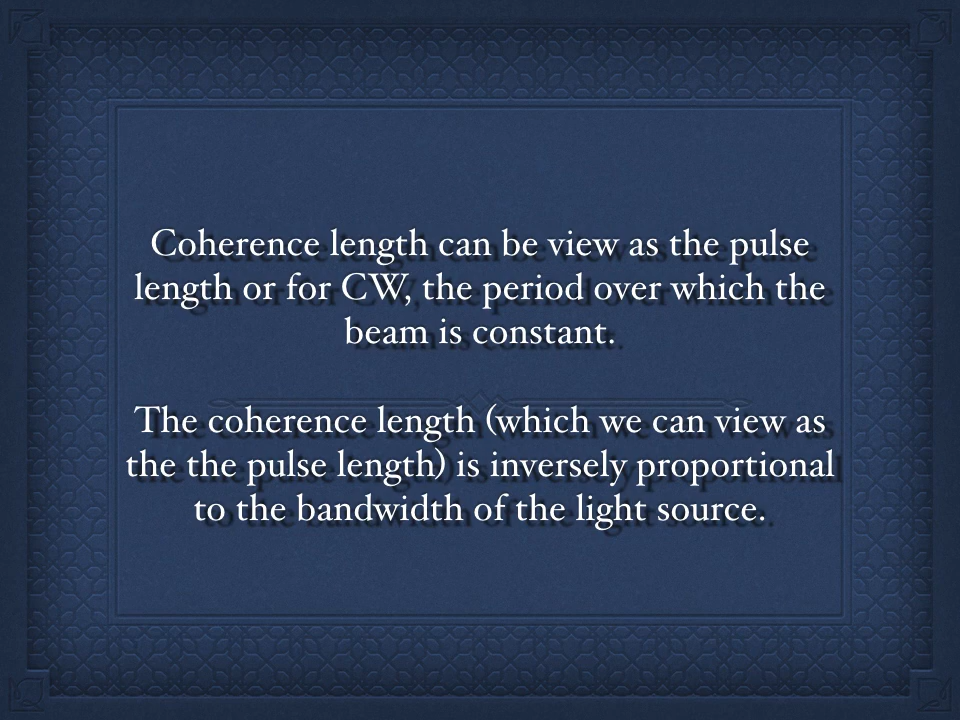 Coherence length can be view as the pulse
length or for CW, the period over which the
beam is constant.
The coherence length (which we can view as
the the pulse length) is inversely proportional
to the bandwidth of the light source.